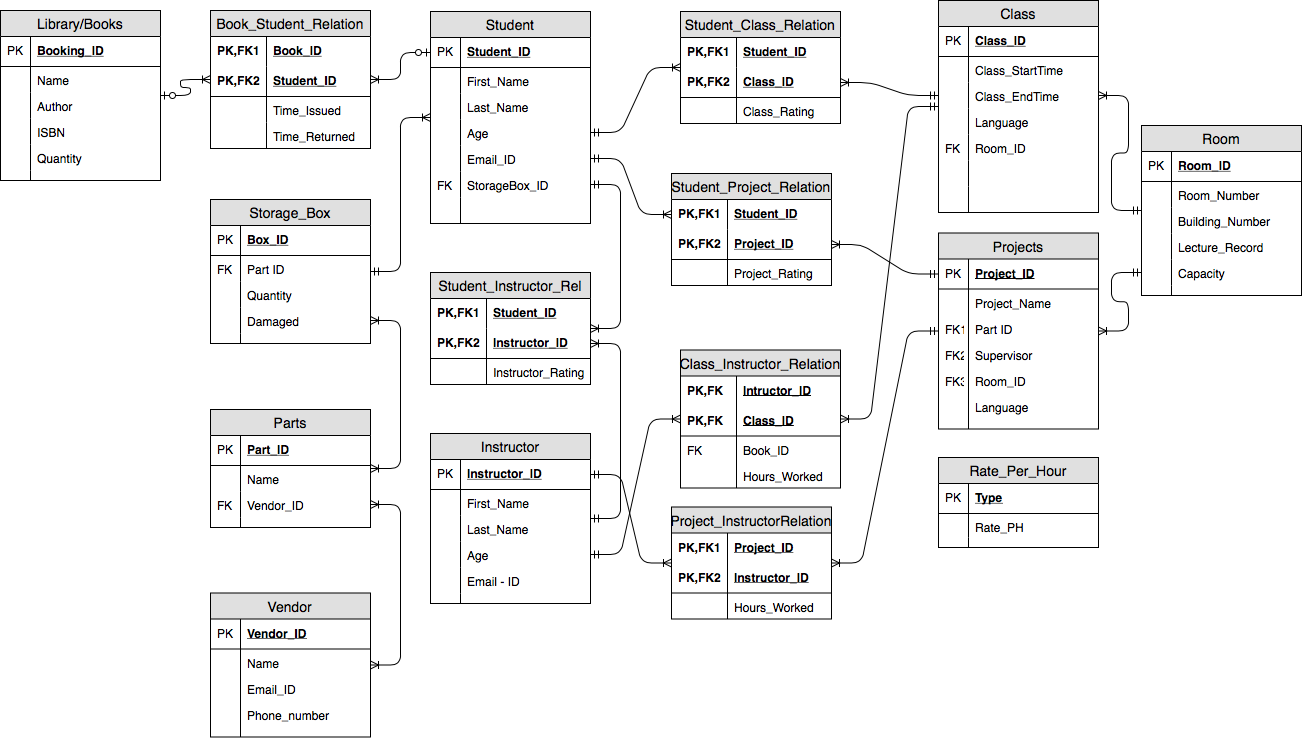 Library/Books
PK Booking_ID
Name
Author
ISBN
Quantity
Book_Student_Relation
PK,FK1 Book_ID
PK,FK2 Student_ID
Time_Issued
Time_Returned
Student
PK Student_ID
First_Name
Last_Name
Age
Email_ID
FK StorageBox_ID
Student_Class_Relation
PK,FK1 Student_ID
PK,FK2 Class_ID
Class_Rating
Class
PK Class_ID
Class_StartTime
Class_EndTime
Language
FK Room_ID
Room
PK Room_ID
Room_Number
Building_Number
Lecture_Record
Capacity
Storage_Box
PK Box_ID
FK Part ID
Quantity
Damaged
Student_Project_Relation
PK,FK1 Student_ID
PK,FK2 Project_ID
Project_Rating
Projects
PK Project_ID
Project_Name
FK1 Part ID
FK2 Supervisor
FK3 Room_ID
Language
Student_Instructor_Rel
PK,FK1 Student_ID
PK,FK2 Instructor_ID
Instructor_Rating
Class_Instructor_Relation
PK,FK Intructor_ID
PK,FK Class_ID
FK Book_ID
Hours_Worked
Parts
PK Part_ID
Name
FK Vendor_ID
Instructor
PK Instructor_ID
First_Name
Last_Name
Age
Email - ID
Rate_Per_Hour
PK Type
Rate_PH
Project_InstructorRelation
PK,FK1 Project_ID
PK,FK2 Instructor_ID
Hours_Worked
Vendor
PK Vendor_ID
Name
Email_ID
Phone_number